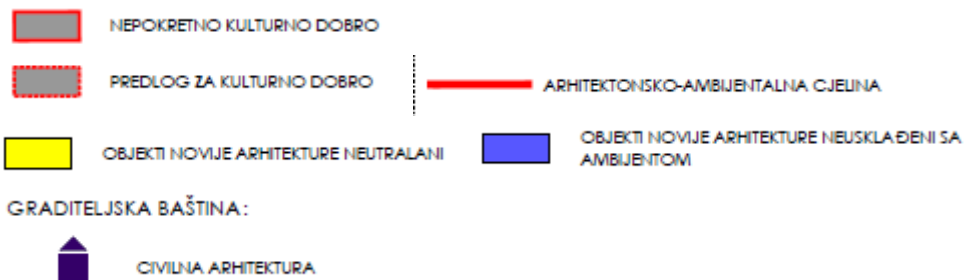 NEPOKRETNO KULTURNO DOBRO
PREDLOG ZA KULTURNO DOBRO
ARHITEKTONSKO-AMBIJENTALNA CJELINA
OBJEKTI NOVIJE ARHITEKTURE NEUTRALANI
OBJEKTI NOVIJE ARHITEKTURE NEUSKLAĐENI SA
AMBIJENTOM
GRADITELJSKA BAŠTINA:
CIVILNA ARHITEKTURA